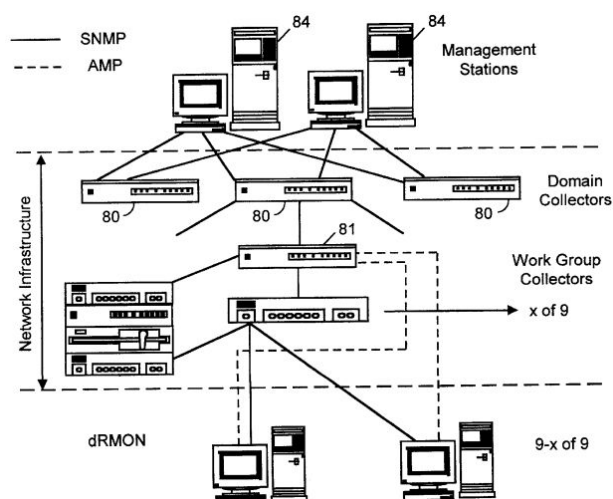 SNMP
AMP
84
84
Management
Stations
Network Infrastructure
80
80
80
Domain
Collectors
81
Work Group
Collectors
x of 9
dRMON
9-x of 9